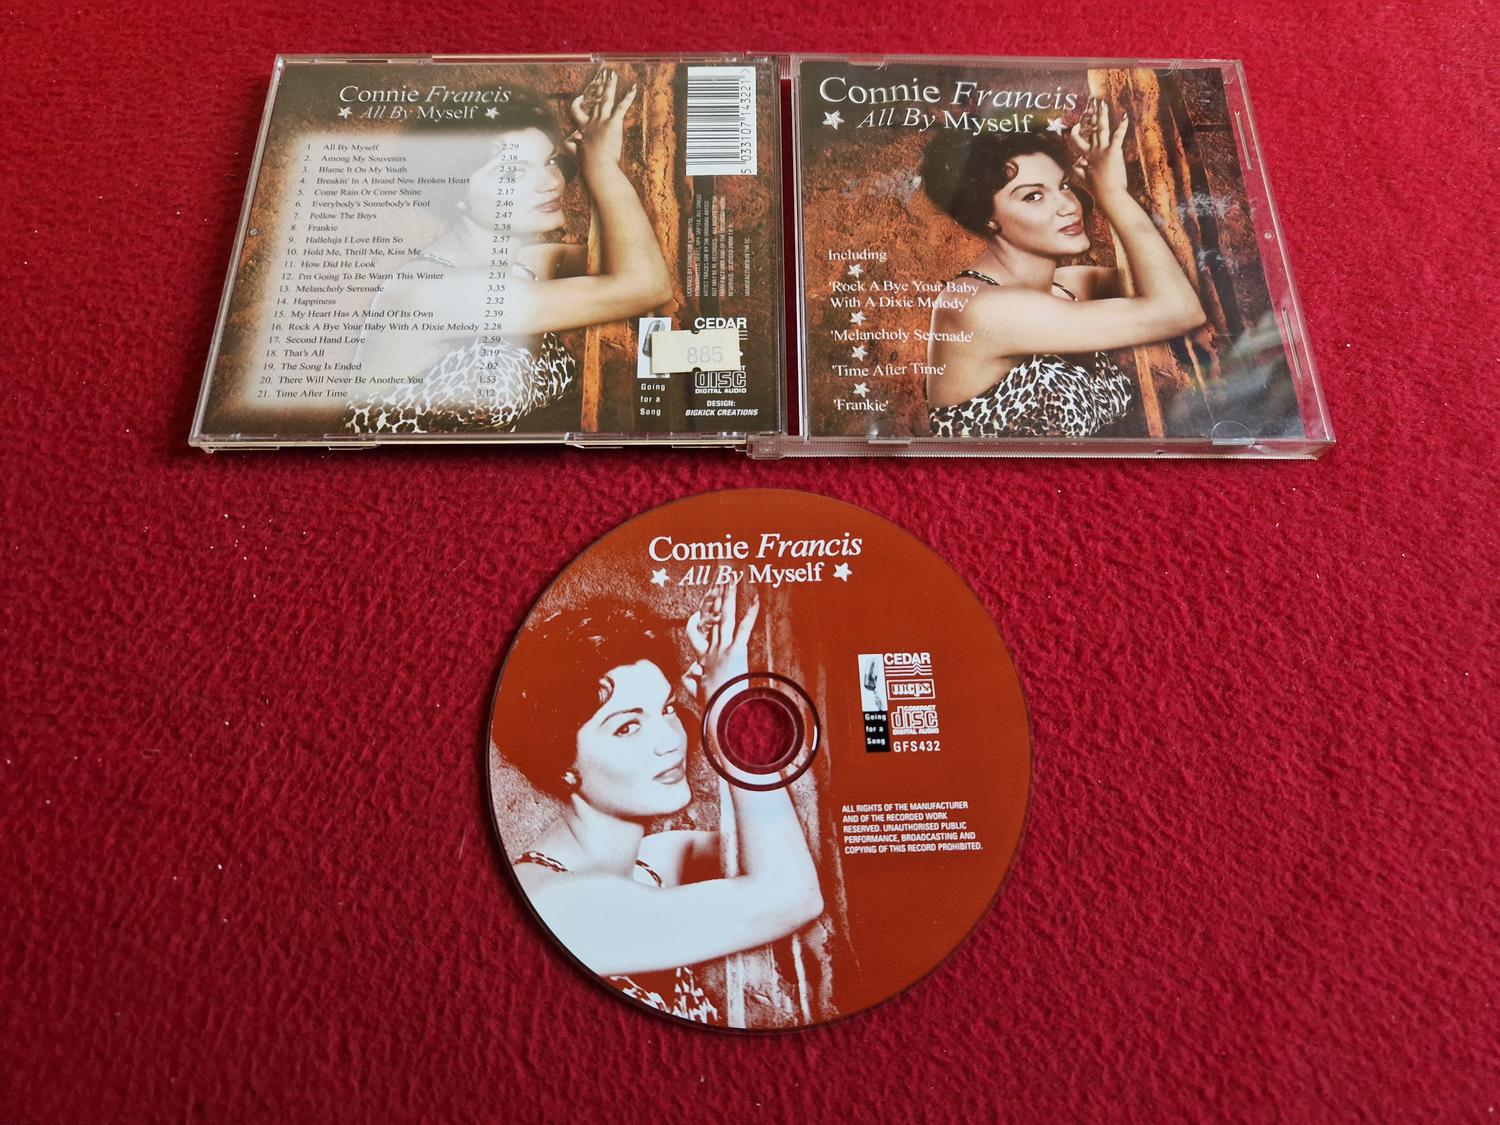 Connie Francis
All By Myself
1. All By Myself 2.29
2. Among My Souvenirs 2.38
3. Blame It On My Youth 2.53
4. Breakin' In A Brand New Broken Heart 2.38
5. Come Rain Or Come Shine 2.17
6. Everybody's Somebody's Fool 2.46
7. Follow The Boys 2.47
8. Frankie 2.38
9. Halleluja I Love Him So 2.57
10. Hold Me, Thrill Me, Kiss Me 3.41
11. How Did He Look 3.36
12. I'm Going To Be Warm This Winter 2.31
13. Melancholy Serenade 3.35
14. Happiness 2.32
15. My Heart Has A Mind Of Its Own 2.39
16. Rock A Bye Your Baby With A Dixie Melody 2.28
17. Second Hand Love 2.59
18. That's All 3.19
19. The Song Is Ended 2.02
20. There Will Never Be Another You 1.53
21. Time After Time 3.12
5 033107 143221 >
MANUFACTURED IN THE EC
CEDAR
885
disc
DIGITAL AUDIO
Going
for a
Song
DESIGN:
BIGKICK CREATIONS
Connie Francis
All By Myself
Including
'Rock A Bye Your Baby
With A Dixie Melody'
'Melancholy Serenade'
'Time After Time'
'Frankie'
Connie Francis
All By Myself
CEDAR
mcps
COMPACT
disc
DIGITAL AUDIO
Going
for a
Song
GFS432
ALL RIGHTS OF THE MANUFACTURER
AND OF THE RECORDED WORK
RESERVED. UNAUTHORISED PUBLIC
PERFORMANCE, BROADCASTING AND
COPYING OF THIS RECORD PROHIBITED.